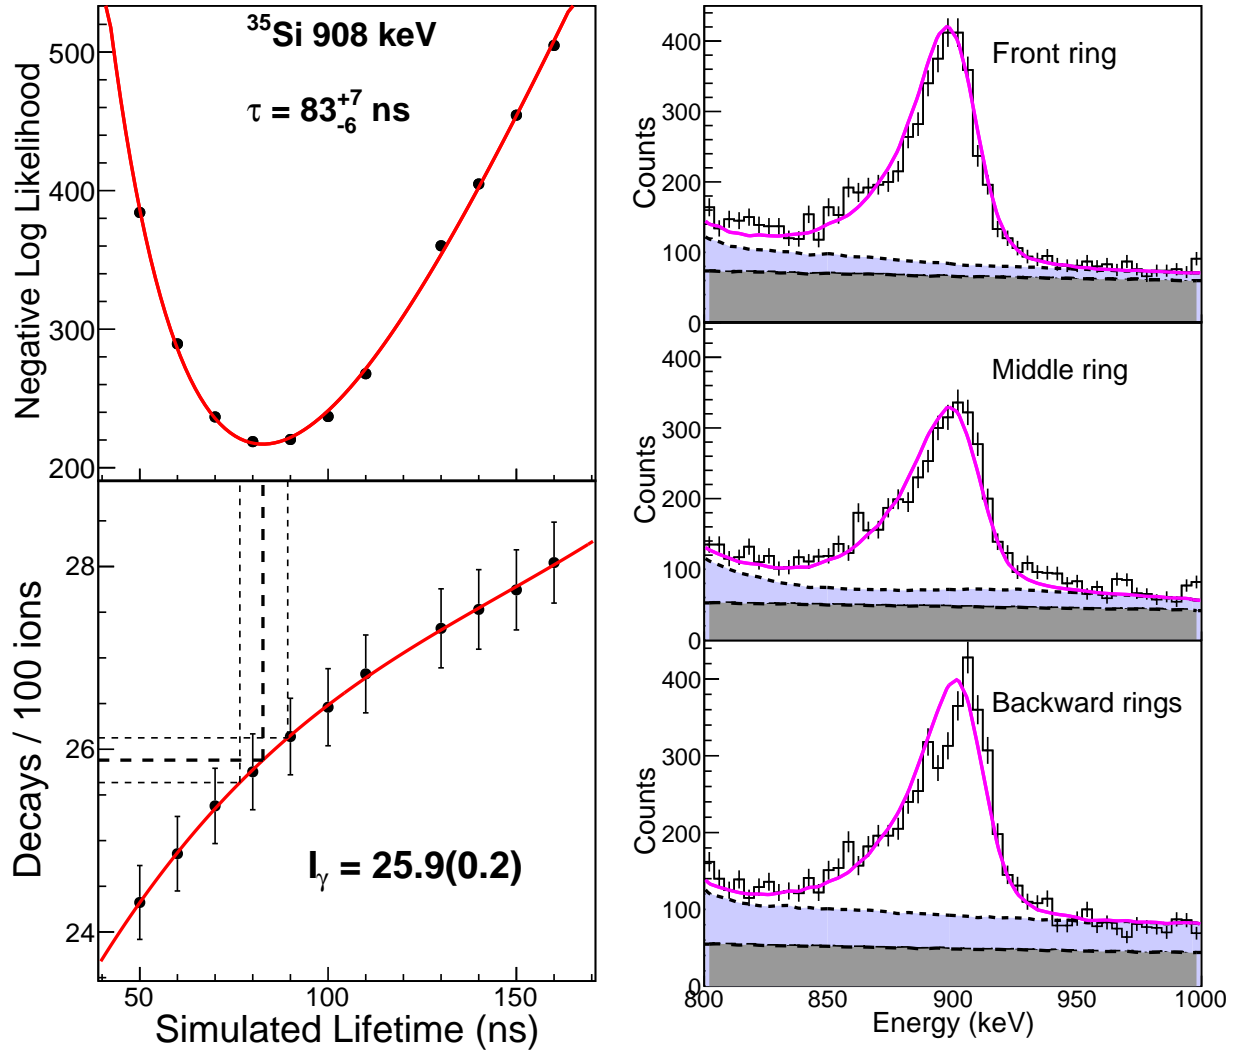 ³⁵Si 908 keV
τ = 83 +7 -6 ns
Negative Log Likelihood
500
400
300
200
Iγ = 25.9(0.2)
Decays / 100 ions
28
26
24
50 100 150
Simulated Lifetime (ns)
Front ring
Counts
400
300
200
100
0
Middle ring
Counts
400
300
200
100
0
Backward rings
Counts
400
300
200
100
0
800 850 900 950 1000
Energy (keV)